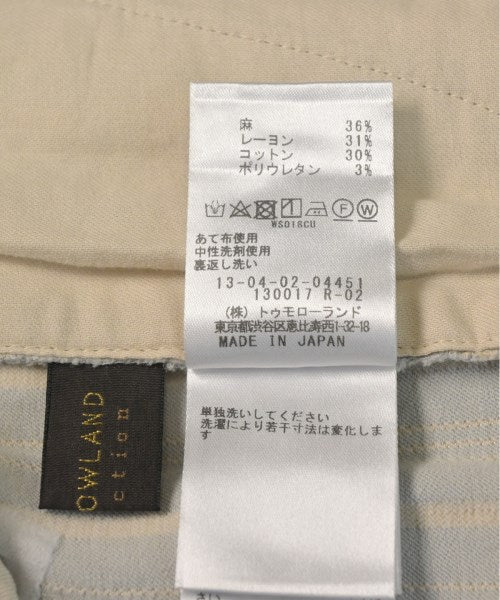 麻 36%
レーヨン 31%
コットン 30%
ポリウレタン 3%
F W
WS018CU
あて布使用
中性洗剤使用
裏返し洗い
13-04-02-04451
130017 R-02
(株)トゥモローランド
東京都渋谷区恵比寿西1-32-18
MADE IN JAPAN
単独洗いしてください
洗濯により若干寸法は変化しま
す
OWLAND
ction